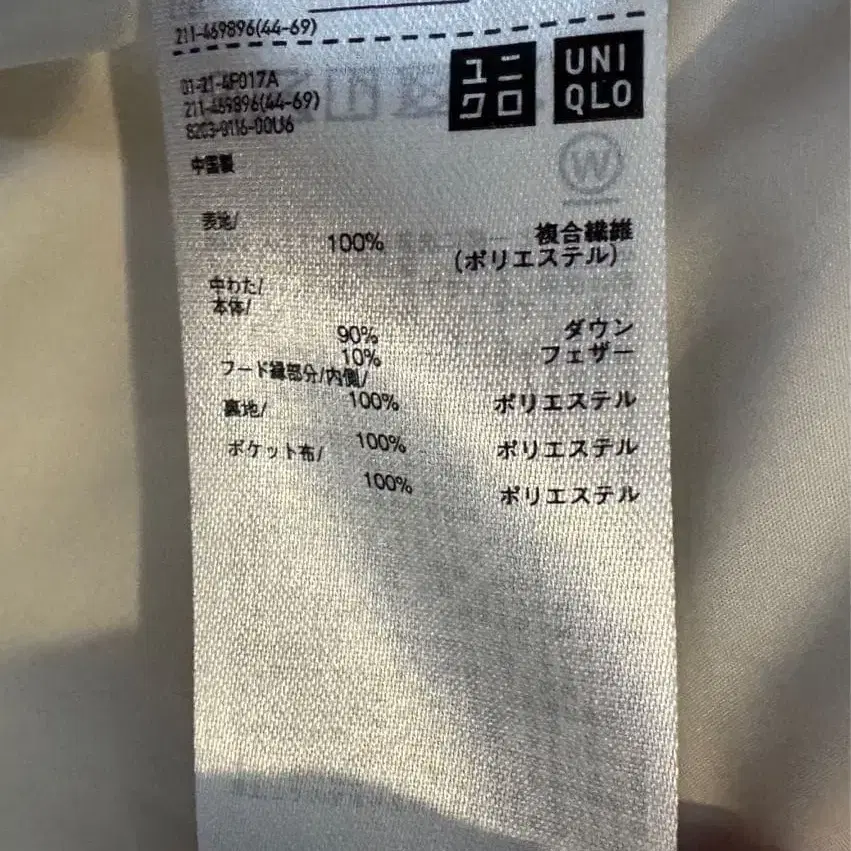 211-469896(44-69)
ユニクロ
UNIQLO
01-21-4F017A
211-469896(44-69)
8203-0116-00U6
中国製
W
表地/
100% 複合繊維
(ポリエステル)
中わた/
本体/
90% ダウン
10% フェザー
フード縁部分/内側/
100% ポリエステル
裏地/
100% ポリエステル
ポケット布/
100% ポリエステル